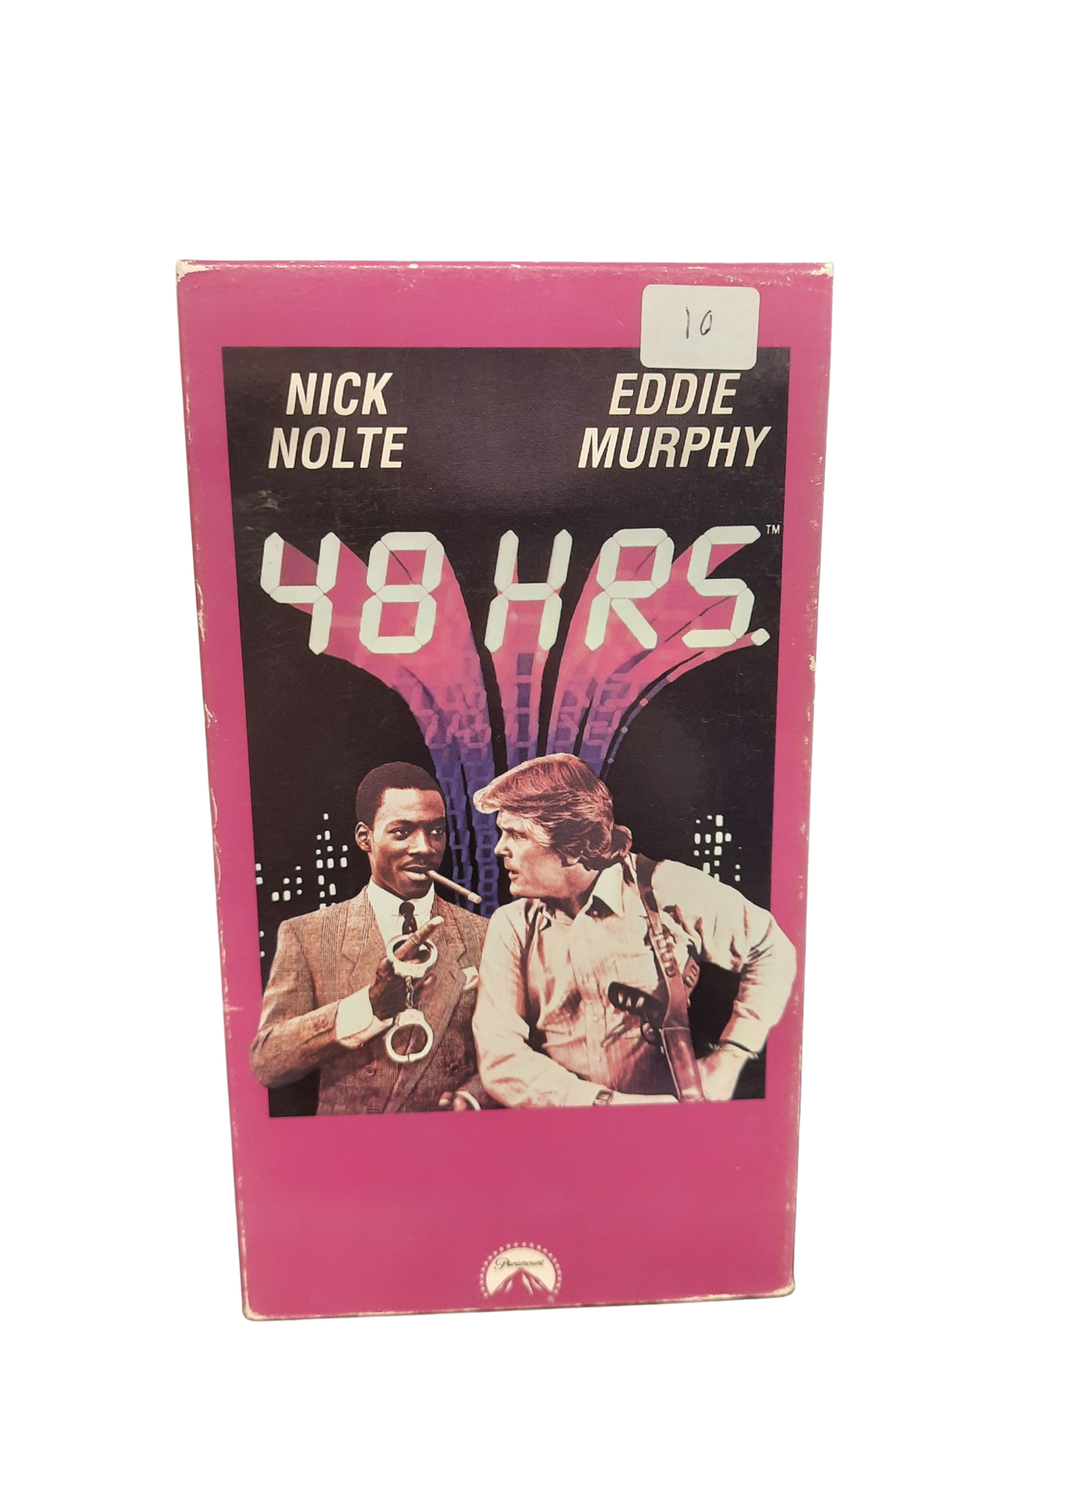 10
NICK
NOLTE
EDDIE
MURPHY
48 HRS.™
Paramount